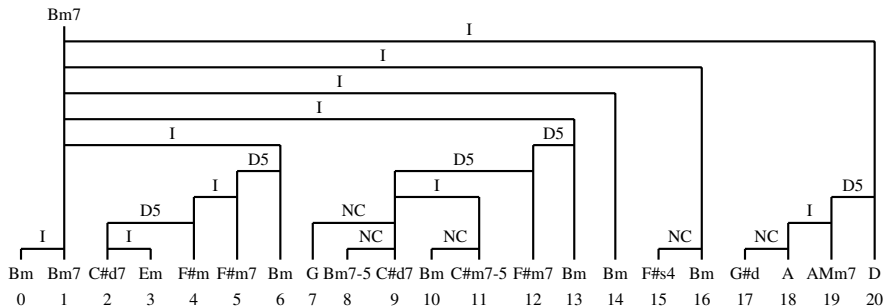 Bm7
I
I
I
I
I D5
D5 D5
I I D5
D5 NC I
I I NC NC NC NC
Bm Bm7 C#d7 Em F#m F#m7 Bm G Bm7-5 C#d7 Bm C#m7-5 F#m7 Bm Bm F#s4 Bm G#d A AMm7 D
0 1 2 3 4 5 6 7 8 9 10 11 12 13 14 15 16 17 18 19 20